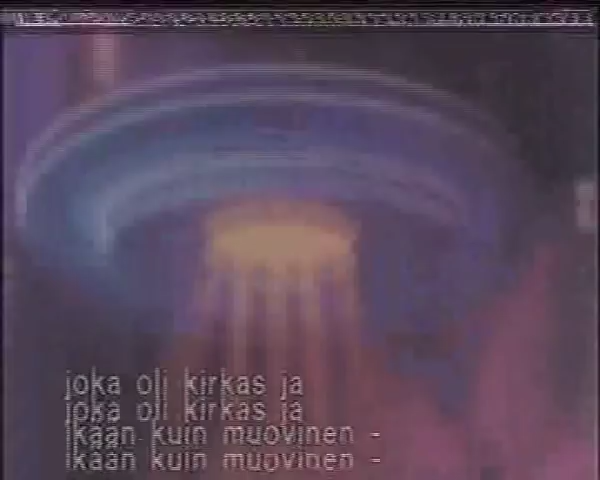 joka oli kirkas ja
joka oli kirkas ja
ikään kuin muovinen -
ikään kuin muovinen -